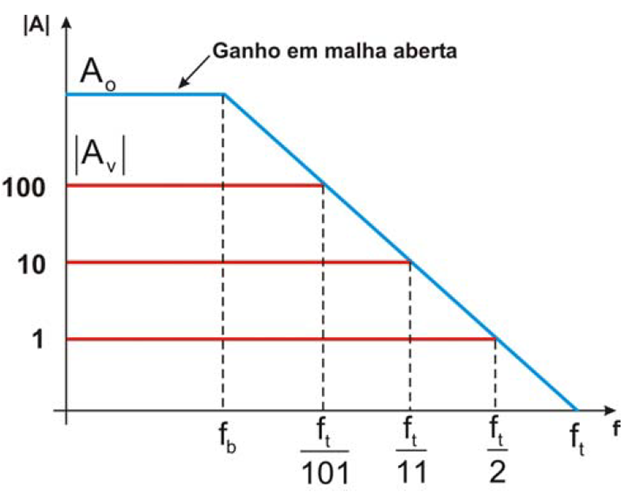 |A|
Ganho em malha aberta
A_o
|A_v|
100
10
1
f_b
f_t/101
f_t/11
f_t/2
f_t
f